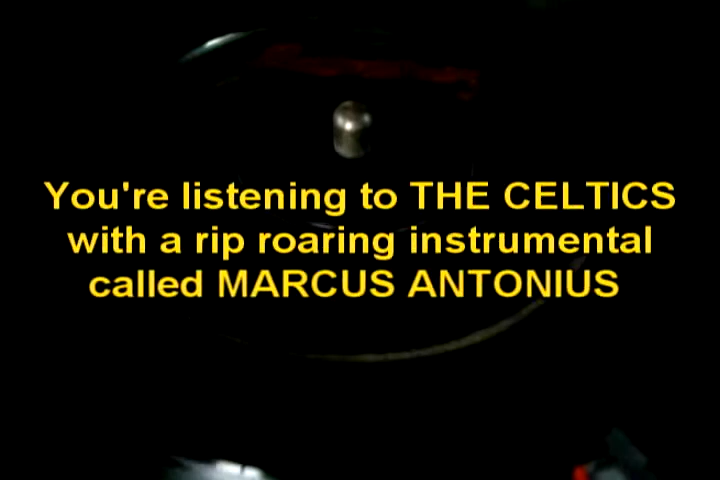 You're listening to THE CELTICS
with a rip roaring instrumental
called MARCUS ANTONIUS